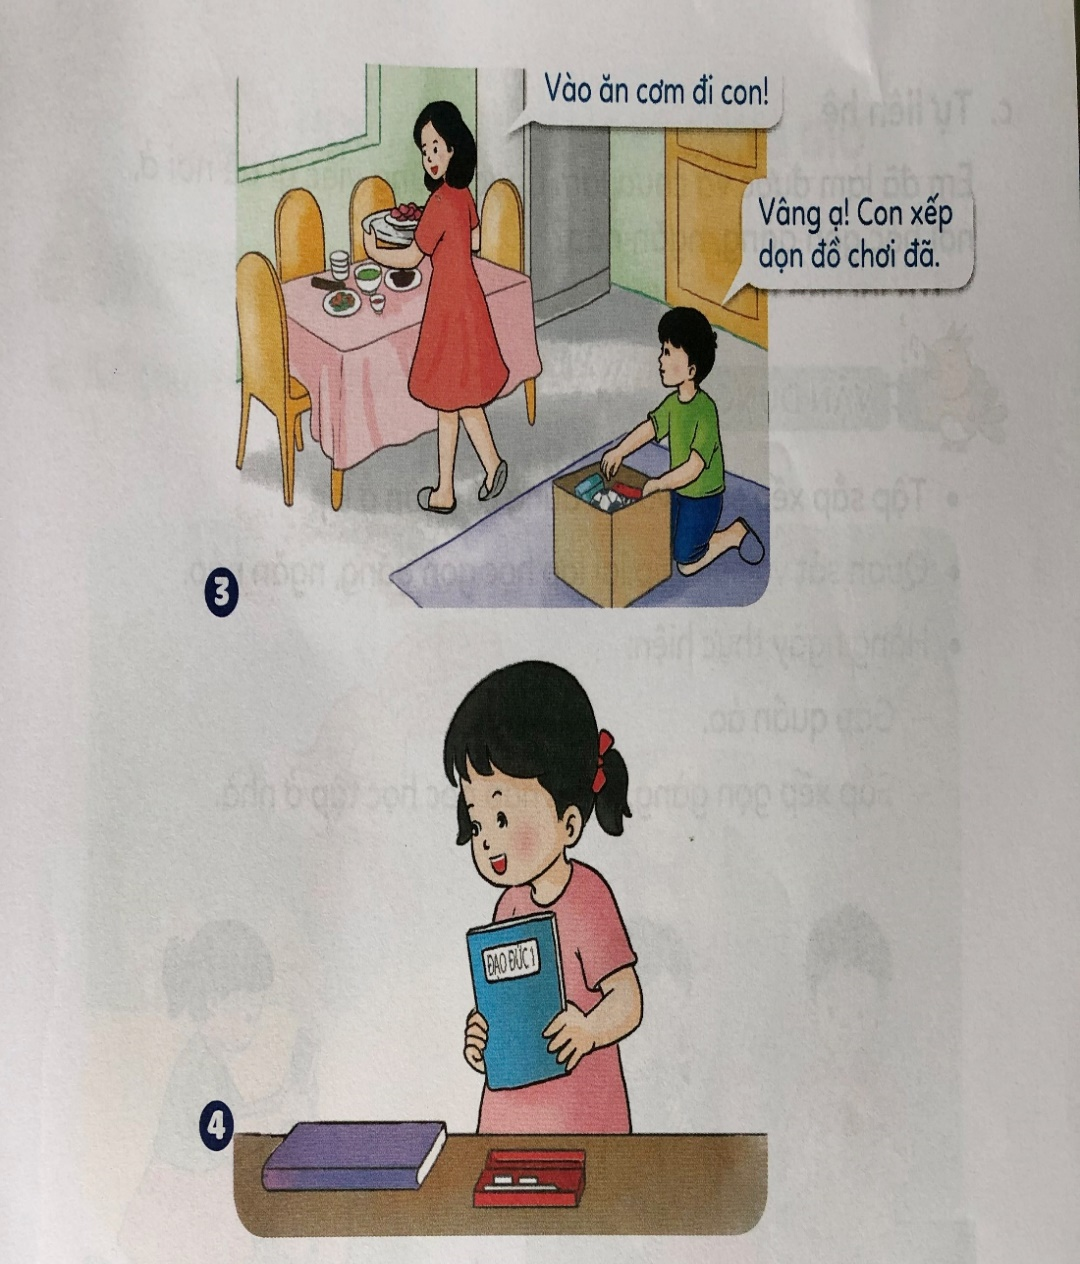 Vào ăn cơm đi con!
Vâng ạ! Con xếp
dọn đồ chơi đã.
3
ĐẠO ĐỨC 1
4